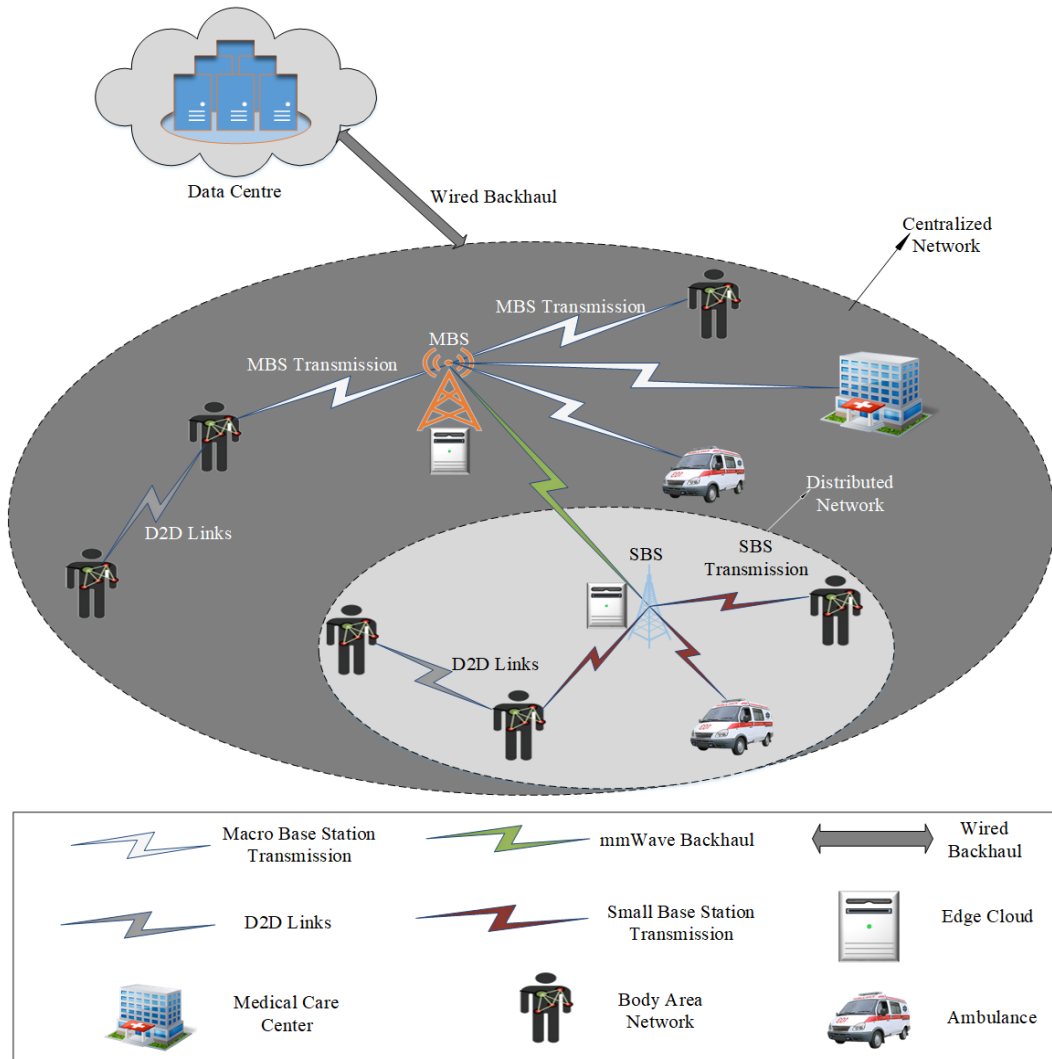 Data Centre
Wired Backhaul
Centralized
Network
MBS Transmission
MBS
MBS Transmission
Distributed
Network
D2D Links
SBS
SBS
Transmission
D2D Links
Macro Base Station
Transmission
mmWave Backhaul
Wired
Backhaul
D2D Links
Small Base Station
Transmission
Edge Cloud
Medical Care
Center
Body Area
Network
Ambulance